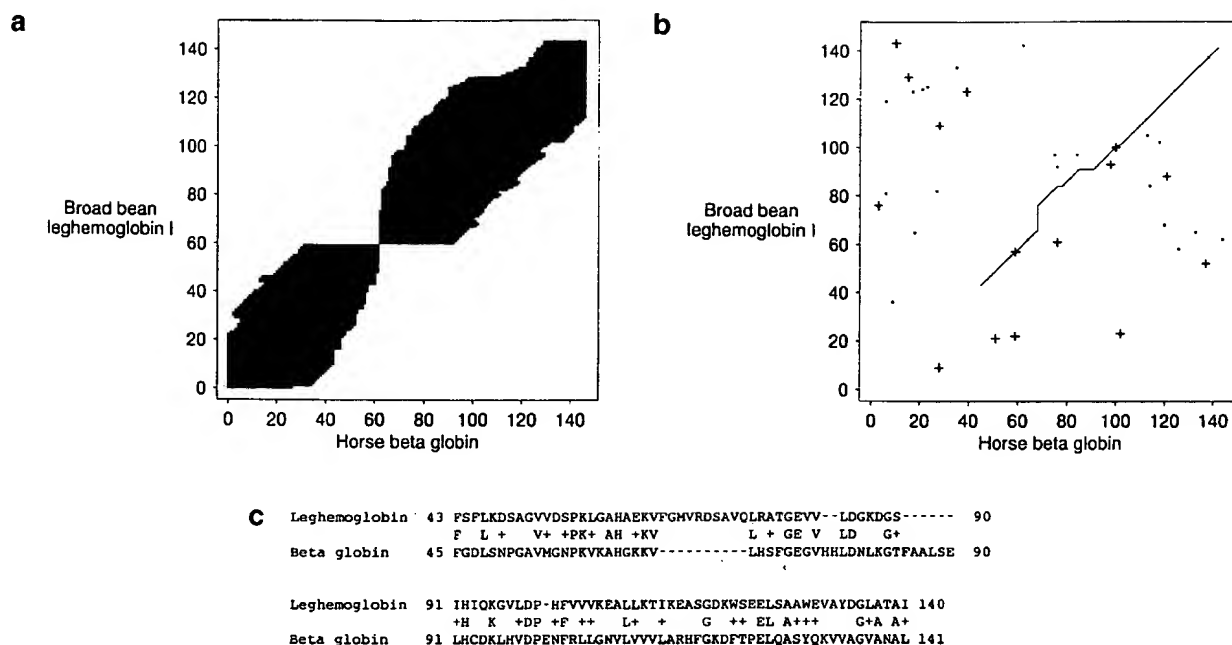 a
140
120
100
80
60
40
20
0
Broad bean
leghemoglobin I
0 20 40 60 80 100 120 140
Horse beta globin
b
140
120
100
80
60
40
20
0
Broad bean
leghemoglobin I
0 20 40 60 80 100 120 140
Horse beta globin
c
Leghemoglobin 43 FSFLKDSAGVVDSPKLGAHAEKVFGMVRDSAVQLRATGEVV--LDGKDGS------ 90
F L + V+ +PK+ AH +KV L + GE V LD G+
Beta globin 45 FGDLSNPGAVMGNPKVKAHGKKV----------LHSFGEGVHHLDNLKGTFAALSE 90
Leghemoglobin 91 IHIQKGVLDP-HFVVVKEALLKTIKEASGDKWSEELSAAWEVAYDGLATAI 140
+H K +DP +F ++ L+ + G ++ EL A+++ G+A A+
Beta globin 91 LHCDKLHVDPENFRLLGNVLVVVLARHFGKDFTPELQASYQKVVAGVANAL 141